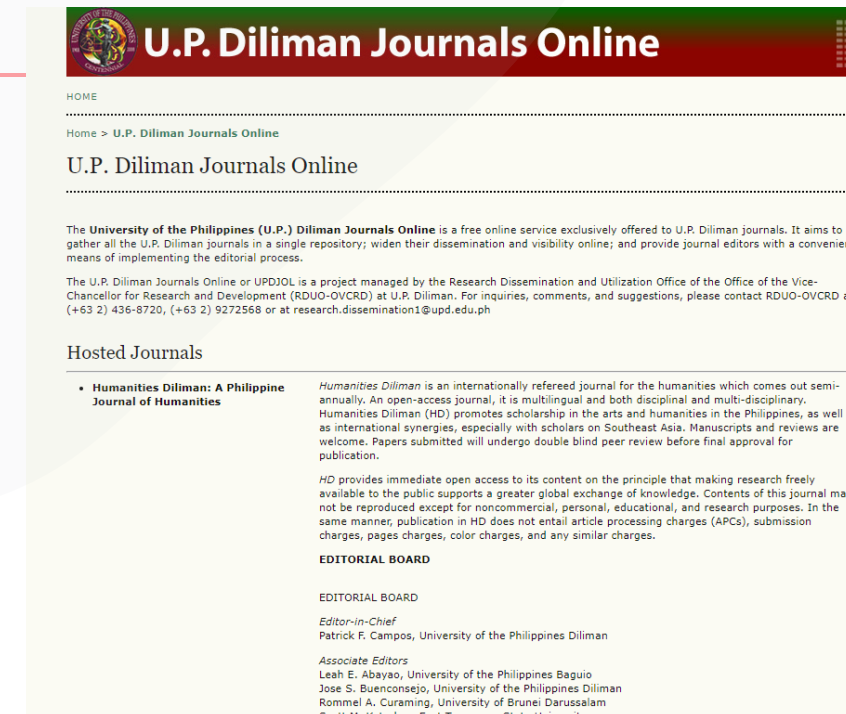 U.P. Diliman Journals Online
HOME
Home > U.P. Diliman Journals Online
U.P. Diliman Journals Online
The University of the Philippines (U.P.) Diliman Journals Online is a free online service exclusively offered to U.P. Diliman journals. It aims to
gather all the U.P. Diliman journals in a single repository; widen their dissemination and visibility online; and provide journal editors with a
means of implementing the editorial process.
The U.P. Diliman Journals Online or UPDJOL is a project managed by the Research Dissemination and Utilization Office of the Office of the Vice-
Chancellor for Research and Development (RDUO-OVCRD) at U.P. Diliman. For inquiries, comments, and suggestions, please contact RDUO-OVCRD
(+63 2) 436-8720, (+63 2) 9272568 or at research.dissemination1@upd.edu.ph
Hosted Journals
• Humanities Diliman: A Philippine
Journal of Humanities
Humanities Diliman is an internationally refereed journal for the humanities which comes out semi-
annually. An open-access journal, it is multilingual and both disciplinal and multi-disciplinary.
Humanities Diliman (HD) promotes scholarship in the arts and humanities in the Philippines, as well
as international synergies, especially with scholars on Southeast Asia. Manuscripts and reviews are
welcome. Papers submitted will undergo double blind peer review before final approval for
publication.
HD provides immediate open access to its content on the principle that making research freely
available to the public supports a greater global exchange of knowledge. Contents of this journal
not be reproduced except for noncommercial, personal, educational, and research purposes. In the
same manner, publication in HD does not entail article processing charges (APCs), submission
charges, pages charges, color charges, and any similar charges.
EDITORIAL BOARD
EDITORIAL BOARD
Editor-in-Chief
Patrick F. Campos, University of the Philippines Diliman
Associate Editors
Leah E. Abayao, University of the Philippines Baguio
Jose S. Buenconsejo, University of the Philippines Diliman
Rommel A. Curaming, University of Brunei Darussalam